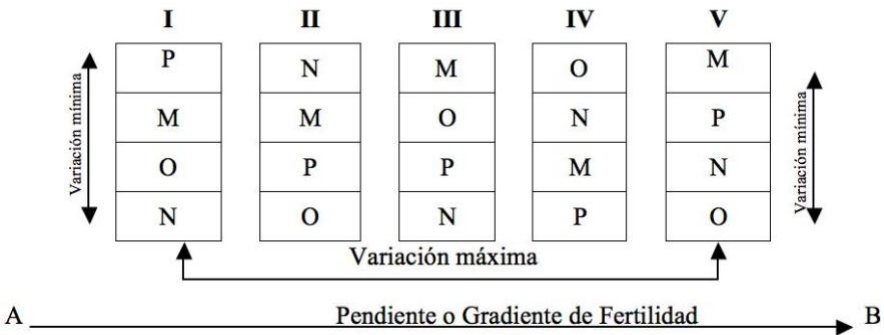 I II III IV V
P N M O M
M M O N P
O P P M N
N O N P O
Variación mínima
Variación mínima
Variación máxima
A Pendiente o Gradiente de Fertilidad B